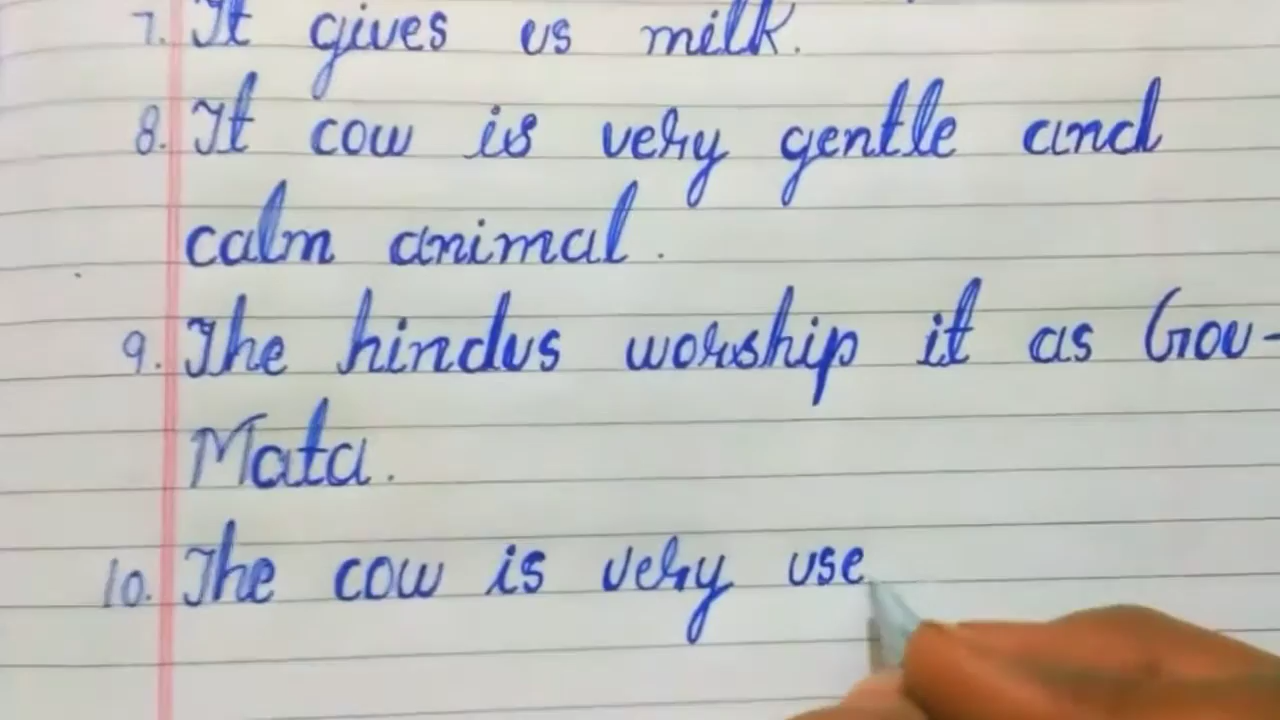 7. It gives us milk.
8. It cow is very gentle and
calm animal.
9. The hindus worship it as Gou-
Mata.
10. The cow is very use